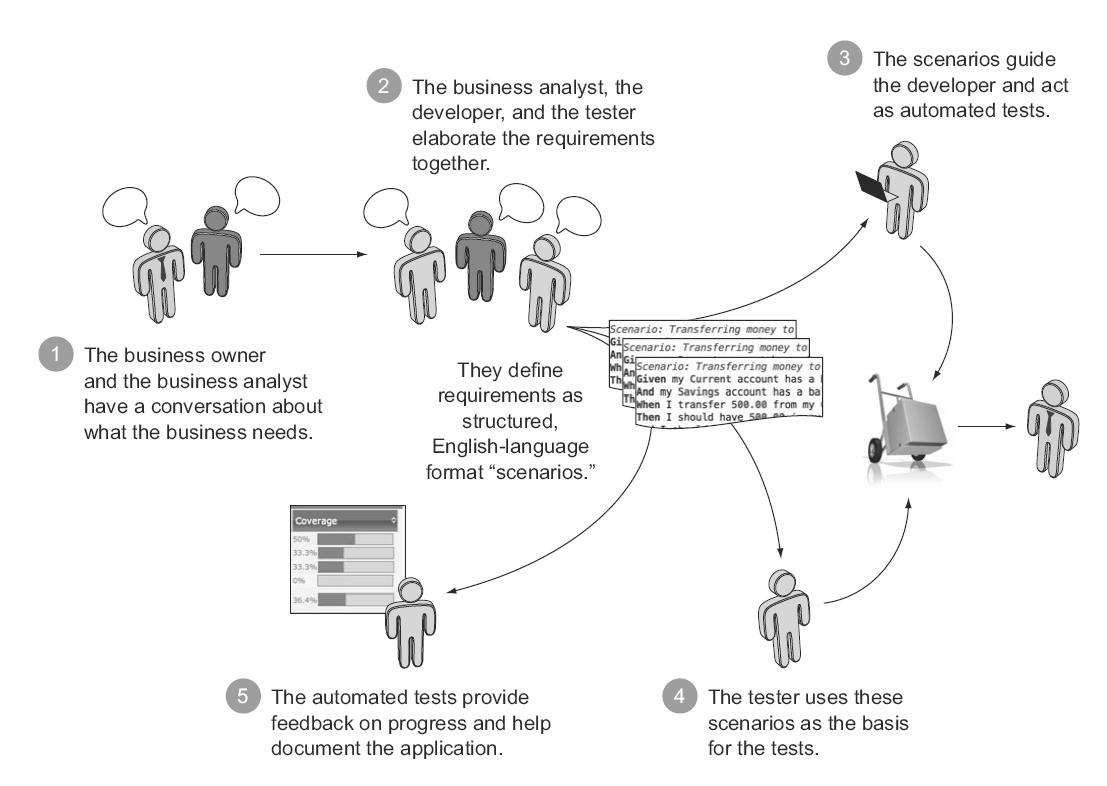 1
The business owner
and the business analyst
have a conversation about
what the business needs.
2
The business analyst, the
developer, and the tester
elaborate the requirements
together.
They define
requirements as
structured,
English-language
format “scenarios.”
Scenario: Transferring money to
Gi
An
Wh
Th
Scenario: Transferring money to
Gi
An
Wh
Th
Scenario: Transferring money to
Given my Current account has a
And my Savings account has a ba
When I transfer 500.00 from my
Then I should have 500.00
3
The scenarios guide
the developer and act
as automated tests.
4
The tester uses these
scenarios as the basis
for the tests.
Coverage
50%
33.3%
33.3%
0%
36.4%
5
The automated tests provide
feedback on progress and help
document the application.